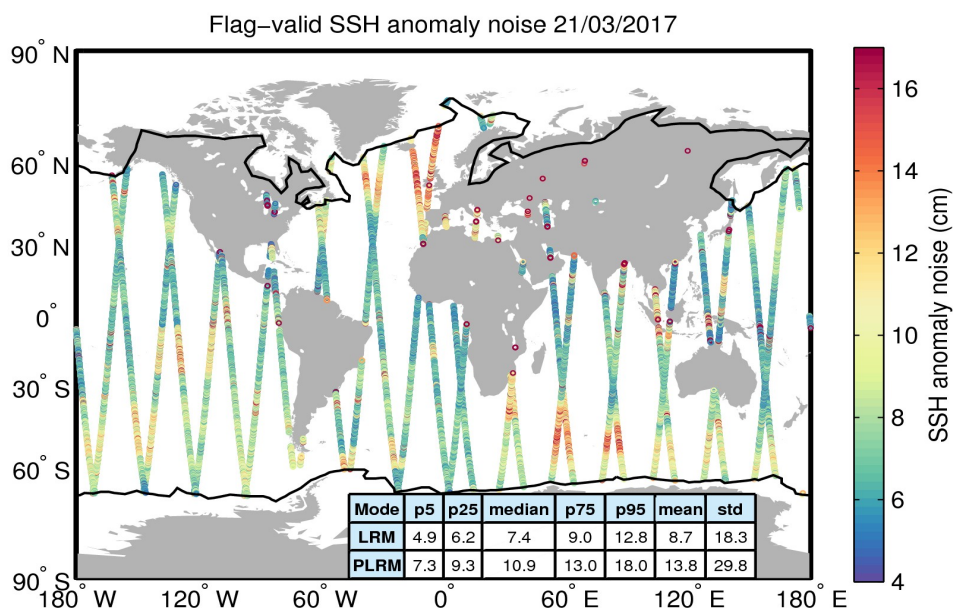 Flag−valid SSH anomaly noise 21/03/2017
90° N
60° N
30° N
0°
30° S
60° S
90° S
180° W
120° W
60° W
0°
60° E
120° E
180° E
Mode p5 p25 median p75 p95 mean std
LRM 4.9 6.2 7.4 9.0 12.8 8.7 18.3
PLRM 7.3 9.3 10.9 13.0 18.0 13.8 29.8
16
14
12
10
8
6
4
SSH anomaly noise (cm)